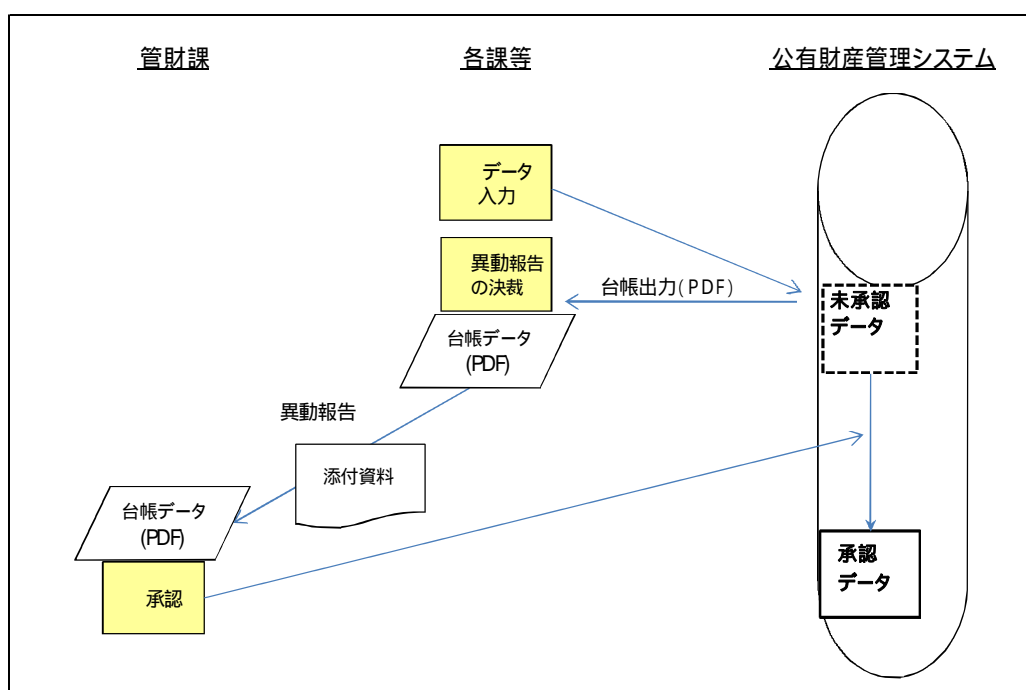 管財課
各課等
公有財産管理システム
データ
入力
異動報告
の決裁
台帳出力(PDF)
未承認
データ
台帳データ
(PDF)
異動報告
添付資料
台帳データ
(PDF)
承認
承認
データ